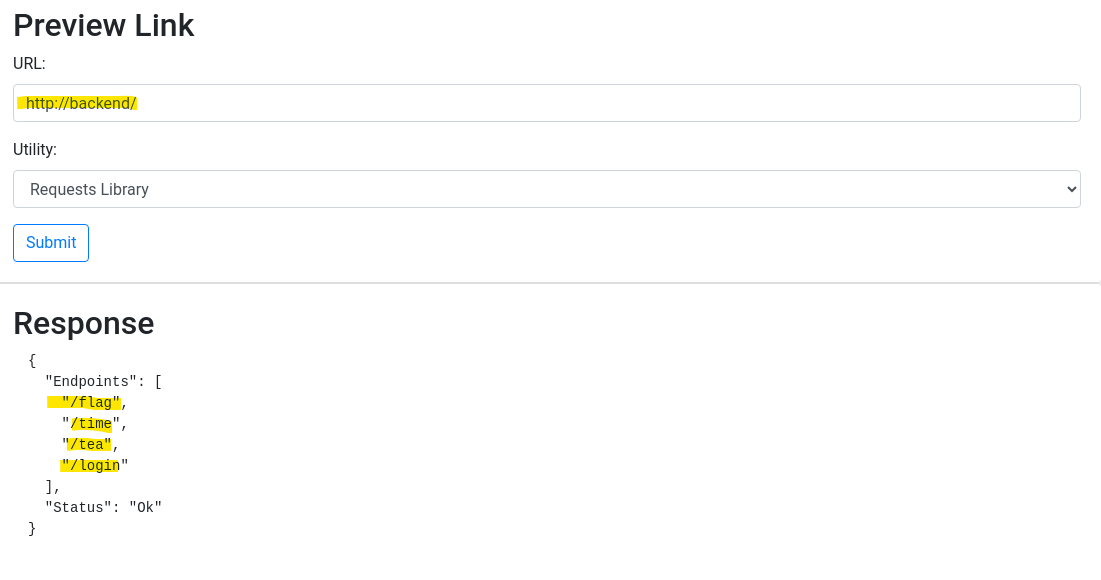 Preview Link
URL:
http://backend/
Utility:
Requests Library
Submit
Response
{
"Endpoints": [
"/flag",
"/time",
"/tea",
"/login"
],
"Status": "Ok"
}